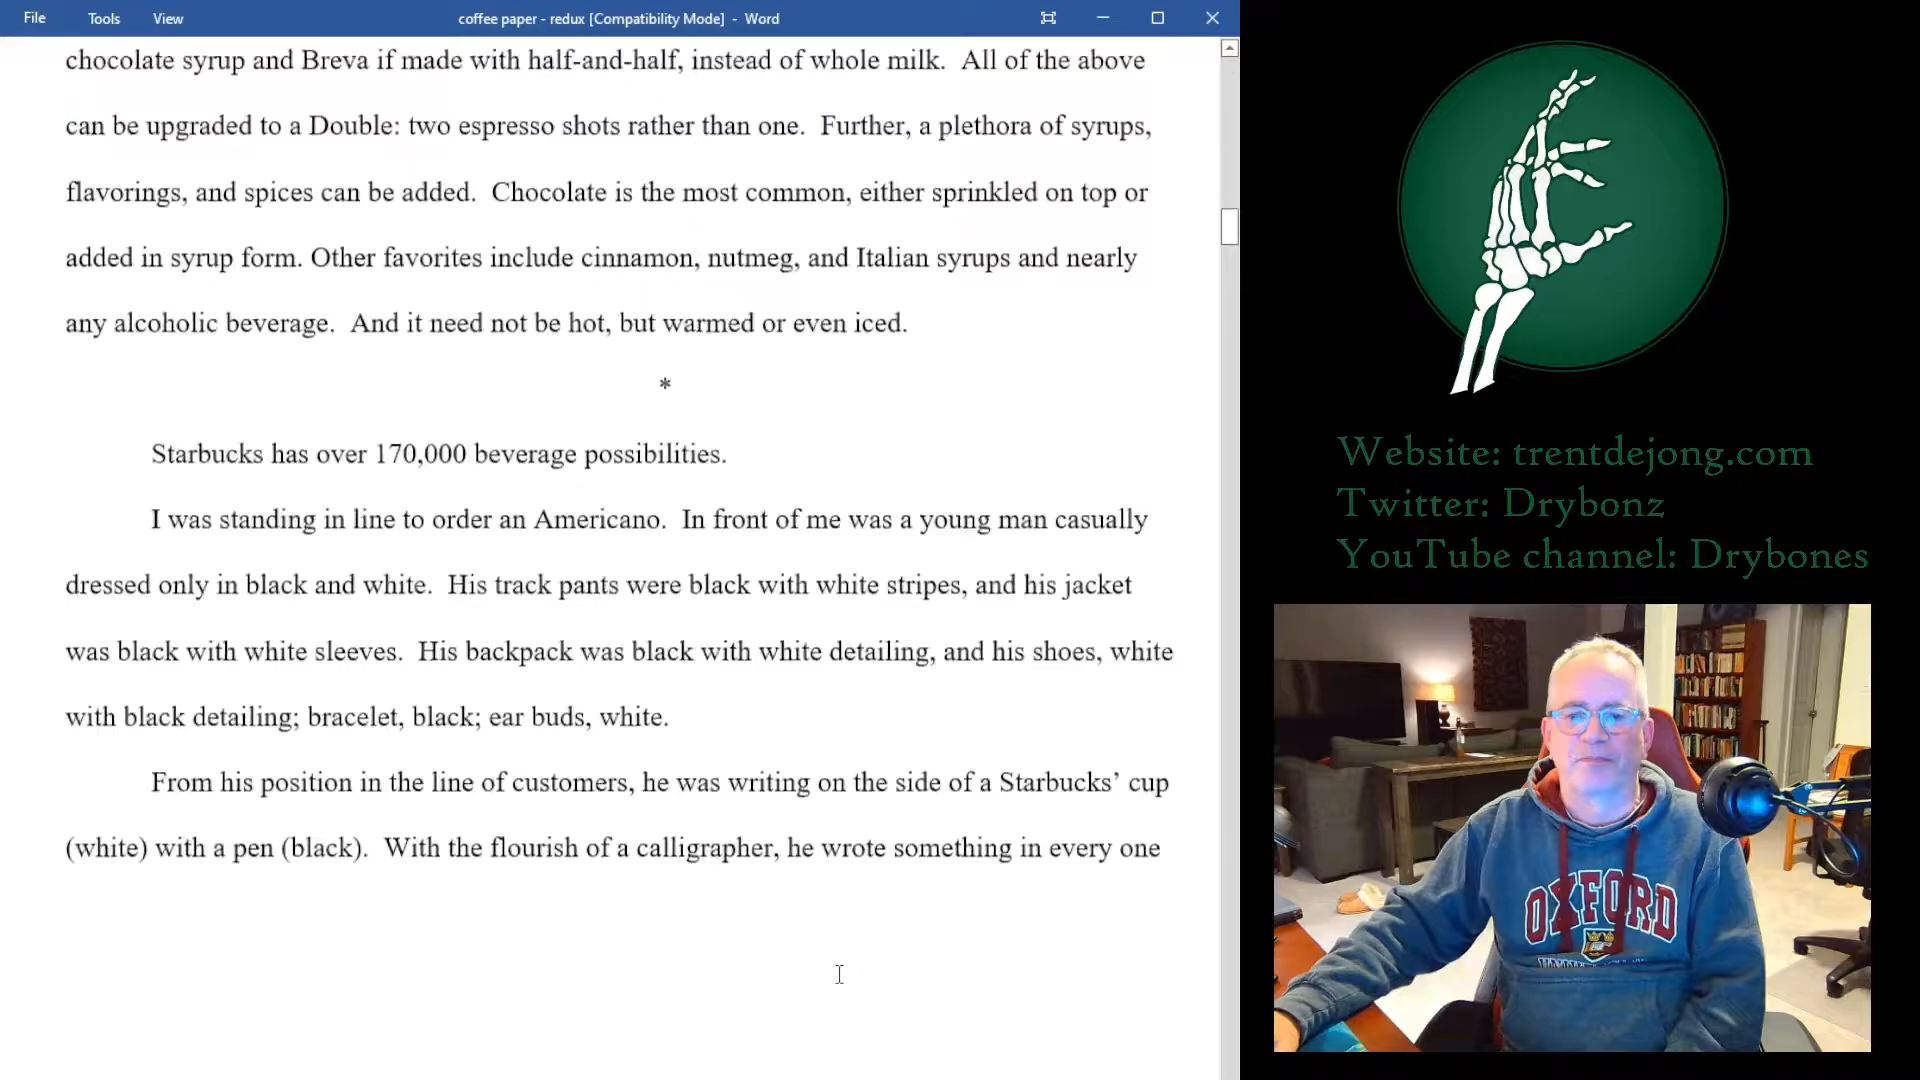 File Tools View coffee paper - redux [Compatibility Mode] - Word
chocolate syrup and Breva if made with half-and-half, instead of whole milk. All of the above
can be upgraded to a Double: two espresso shots rather than one. Further, a plethora of syrups,
flavorings, and spices can be added. Chocolate is the most common, either sprinkled on top or
added in syrup form. Other favorites include cinnamon, nutmeg, and Italian syrups and nearly
any alcoholic beverage. And it need not be hot, but warmed or even iced.
*
Starbucks has over 170,000 beverage possibilities.
I was standing in line to order an Americano. In front of me was a young man casually
dressed only in black and white. His track pants were black with white stripes, and his jacket
was black with white sleeves. His backpack was black with white detailing, and his shoes, white
with black detailing; bracelet, black; ear buds, white.
From his position in the line of customers, he was writing on the side of a Starbucks’ cup
(white) with a pen (black). With the flourish of a calligrapher, he wrote something in every one
Website: trentdejong.com
Twitter: Drybonz
YouTube channel: Drybones
OXFORD